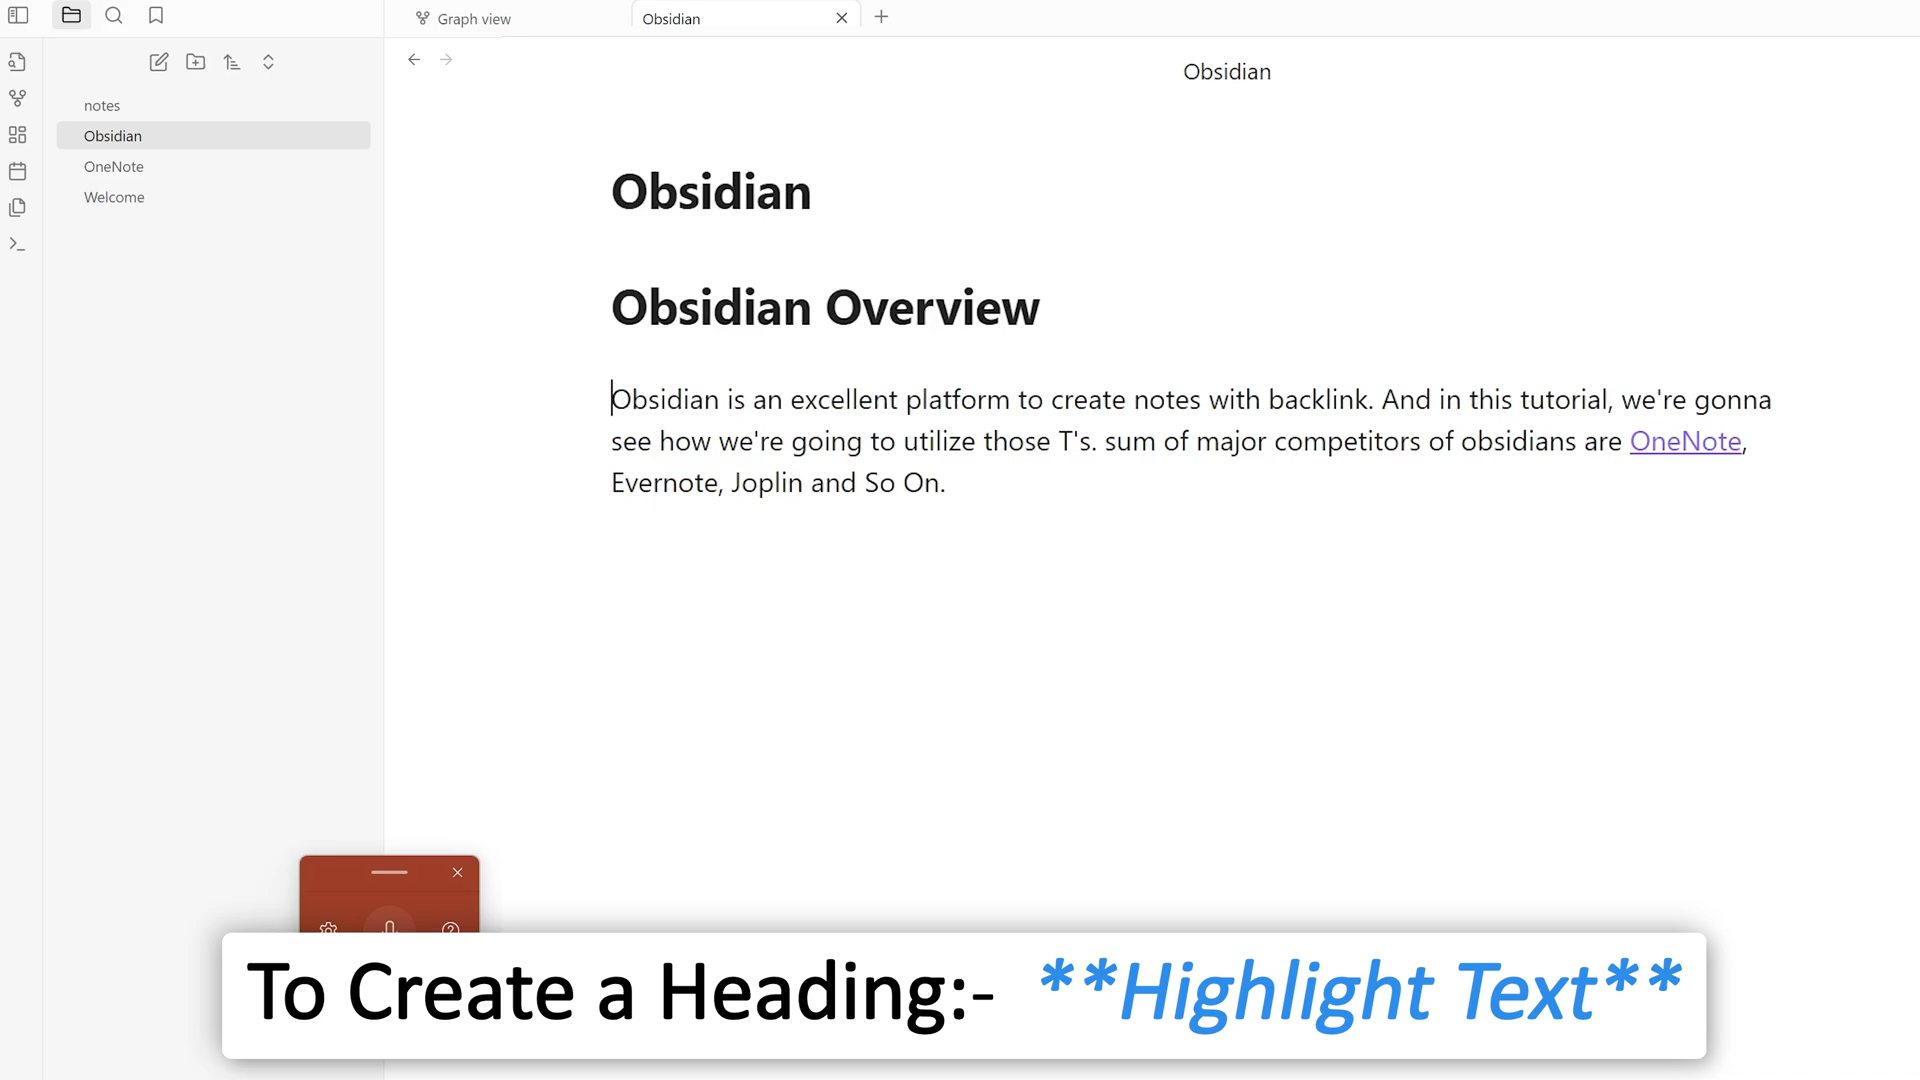 Graph view
Obsidian
Obsidian
notes
Obsidian
OneNote
Welcome
Obsidian
Obsidian Overview
Obsidian is an excellent platform to create notes with backlink. And in this tutorial, we're gonna
see how we're going to utilize those T's. sum of major competitors of obsidians are OneNote,
Evernote, Joplin and So On.
To Create a Heading:- **Highlight Text**